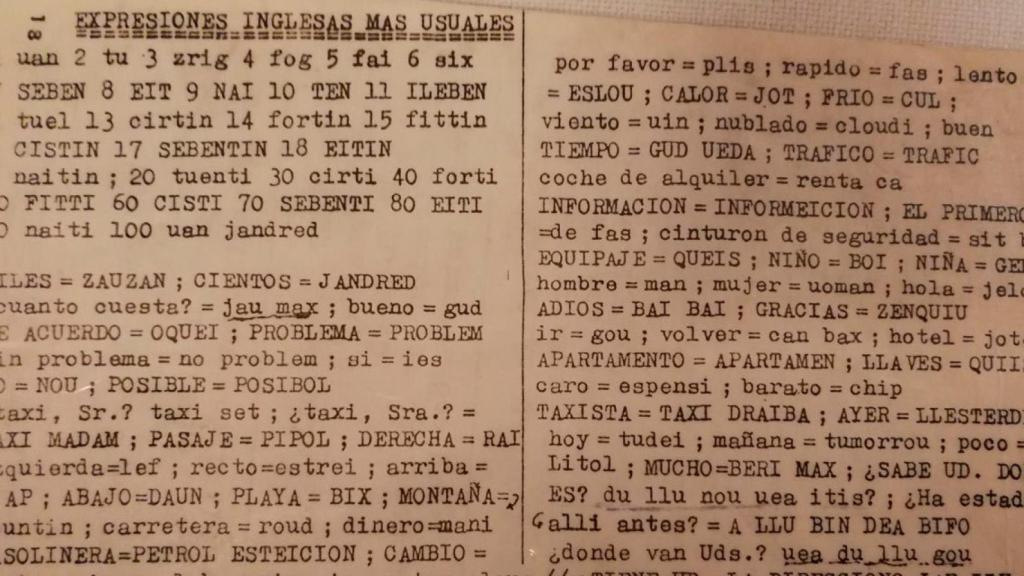 EXPRESIONES INGLESAS MAS USUALES
uan 2 tu 3 zrig 4 fog 5 fai 6 six
SEBEN 8 EIT 9 NAI 10 TEN 11 ILEBEN
tuel 13 cirtin 14 fortin 15 fittin
CISTIN 17 SEBENTIN 18 EITIN
naitin ; 20 tuenti 30 cirti 40 forti
FITTI 60 CISTI 70 SEBENTI 80 EITI
naiti 100 uan jandred
ILES = ZAUZAN ; CIENTOS = JANDRED
cuanto cuesta? = jau max ; bueno = gud
E ACUERDO = OQUEI ; PROBLEMA = PROBLEM
in problema = no problem ; si = ies
O = NOU ; POSIBLE = POSIBOL
taxi, Sr.? taxi set ; ¿taxi, Sra.? =
AXI MADAM ; PASAJE = PIPOL ; DERECHA = RAI
zquierda=lef ; recto=estrei ; arriba =
AP ; ABAJO=DAUN ; PLAYA = BIX ; MONTAÑA=
untin ; carretera = roud ; dinero=mani
ASOLINERA=PETROL ESTEICION ; CAMBIO =
por favor = plis ; rapido = fas ; lento
= ESLOU ; CALOR = JOT ; FRIO = CUL ;
viento = uin ; nublado = cloudi ; buen
TIEMPO = GUD UEDA ; TRAFICO = TRAFIC
coche de alquiler = renta ca
INFORMACION = INFORMEICION ; EL PRIMERO
=de fas ; cinturon de seguridad = sit
EQUIPAJE = QUEIS ; NIÑO = BOI ; NIÑA = GE
hombre = man ; mujer = uoman ; hola = jelo
ADIOS = BAI BAI ; GRACIAS = ZENQUIU
ir = gou ; volver = can bax ; hotel = jot
APARTAMENTO = APARTAMEN ; LLAVES = QUII
caro = espensi ; barato = chip
TAXISTA = TAXI DRAIBA ; AYER = LLESTERD
hoy = tudei ; mañana = tumorrou ; poco =
Litol ; MUCHO=BERI MAX ; ¿SABE UD. DO
ES? du llu nou uea itis? ; ¿Ha estad
alli antes? = A LLU BIN DEA BIFO
¿donde van Uds.? uea du llu gou